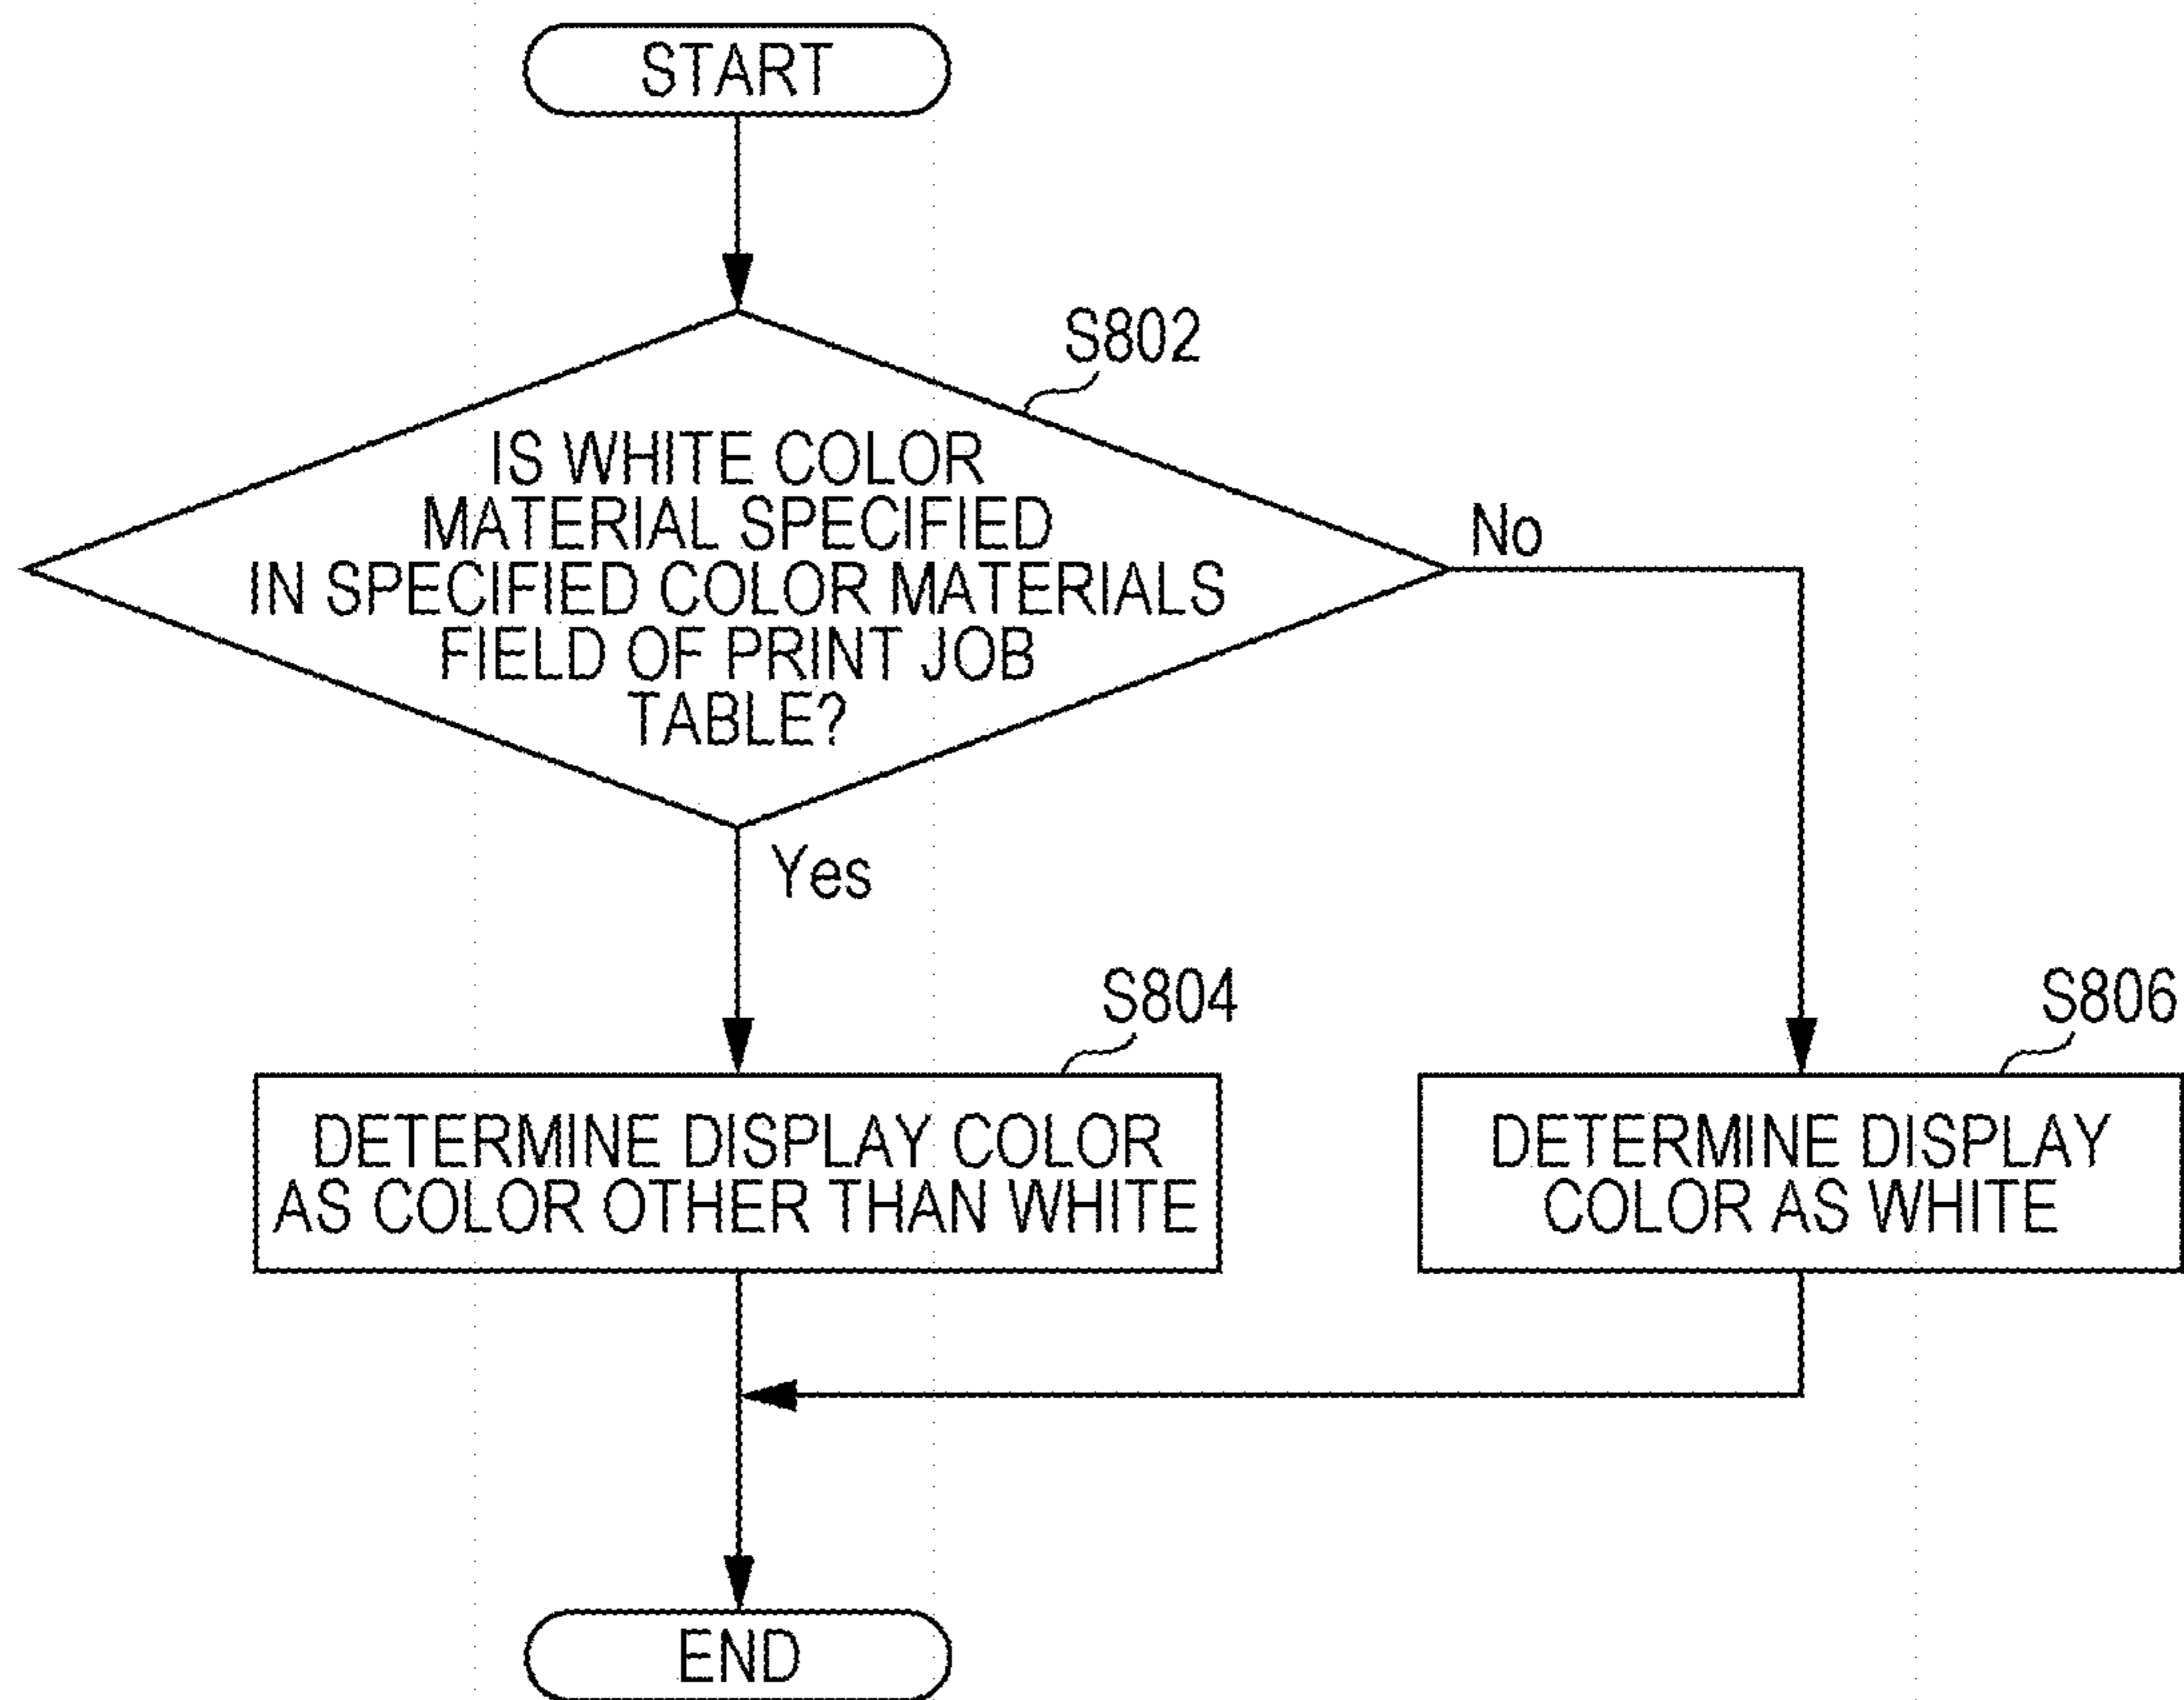 START
S802
IS WHITE COLOR
MATERIAL SPECIFIED
IN SPECIFIED COLOR MATERIALS
FIELD OF PRINT JOB
TABLE?
No
Yes
S804
DETERMINE DISPLAY COLOR
AS COLOR OTHER THAN WHITE
S806
DETERMINE DISPLAY
COLOR AS WHITE
END